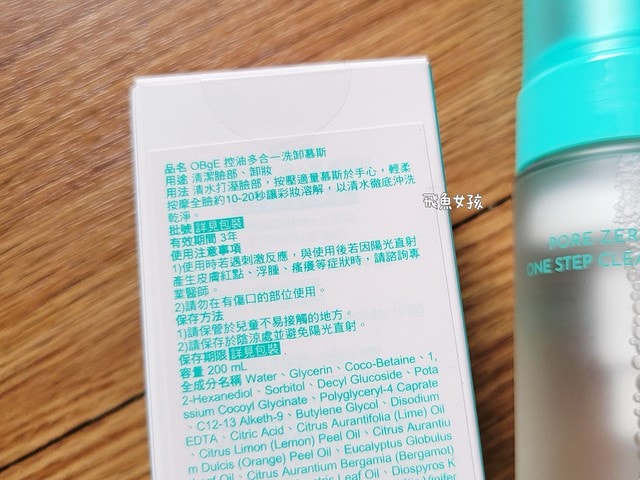 品名 OBgE 控油多合一洗卸慕斯
用途 清潔臉部、卸妝
用法 清水打溼臉部，按壓適量慕斯於手心，輕柔
按摩全臉約10-20秒讓彩妝溶解，以清水徹底沖洗
乾淨。
批號 詳見包裝
有效期間 3年
使用注意事項
1)使用時若遇刺激反應，與使用後若因陽光直射
產生皮膚紅點、浮腫、瘙癢等症狀時，請諮詢專
業醫師。
2)請勿在有傷口的部位使用。
保存方法
1)請保管於兒童不易接觸的地方。
2)請保存於陰涼處並避免陽光直射。
保存期限 詳見包裝
容量 200 mL
全成分名稱 Water、Glycerin、Coco-Betaine、1,
2-Hexanediol、Sorbitol、Decyl Glucoside、Pota
ssium Cocoyl Glycinate、Polyglyceryl-4 Caprate
、C12-13 Alketh-9、Butylene Glycol、Disodium
EDTA、Citric Acid、Citrus Aurantifolia (Lime) Oil
、Citrus Limon (Lemon) Peel Oil、Citrus Aurantiu
m Dulcis (Orange) Peel Oil、Eucalyptus Globulus
Leaf Oil、Citrus Aurantium Bergamia (Bergamot)
Leaf Oil、Diospyros K
Vinifer
飛魚女孩
PORE ZER
ONE STEP CLEA